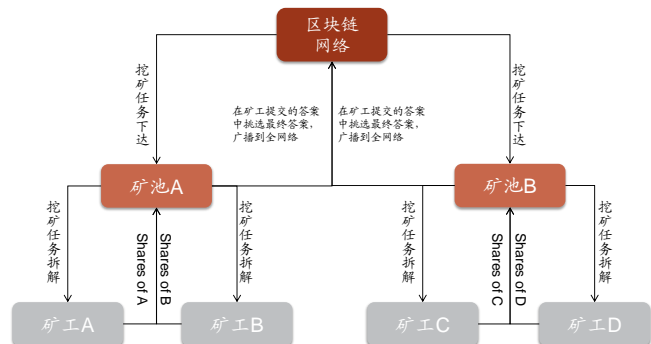 区块链
网络
挖矿任务下达
在矿工提交的答案
中挑选最终答案，
广播到全网络
在矿工提交的答案
中挑选最终答案，
广播到全网络
挖矿任务下达
矿池A
矿池B
挖矿任务拆解
Shares of A
Shares of B
挖矿任务拆解
挖矿任务拆解
Shares of C
Shares of D
挖矿任务拆解
矿工A
矿工B
矿工C
矿工D